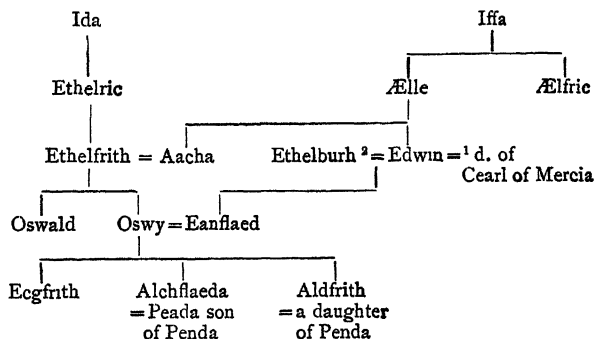 Ida Iffa
Ethelric Ælle Ælfric
Ethelfrith = Aacha Ethelburh ²= Edwin =¹ d. of
Cearl of Mercia
Oswald Oswy = Eanflaed
Ecgfrith Alchflaeda Aldfrith
= Peada son = a daughter
of Penda of Penda